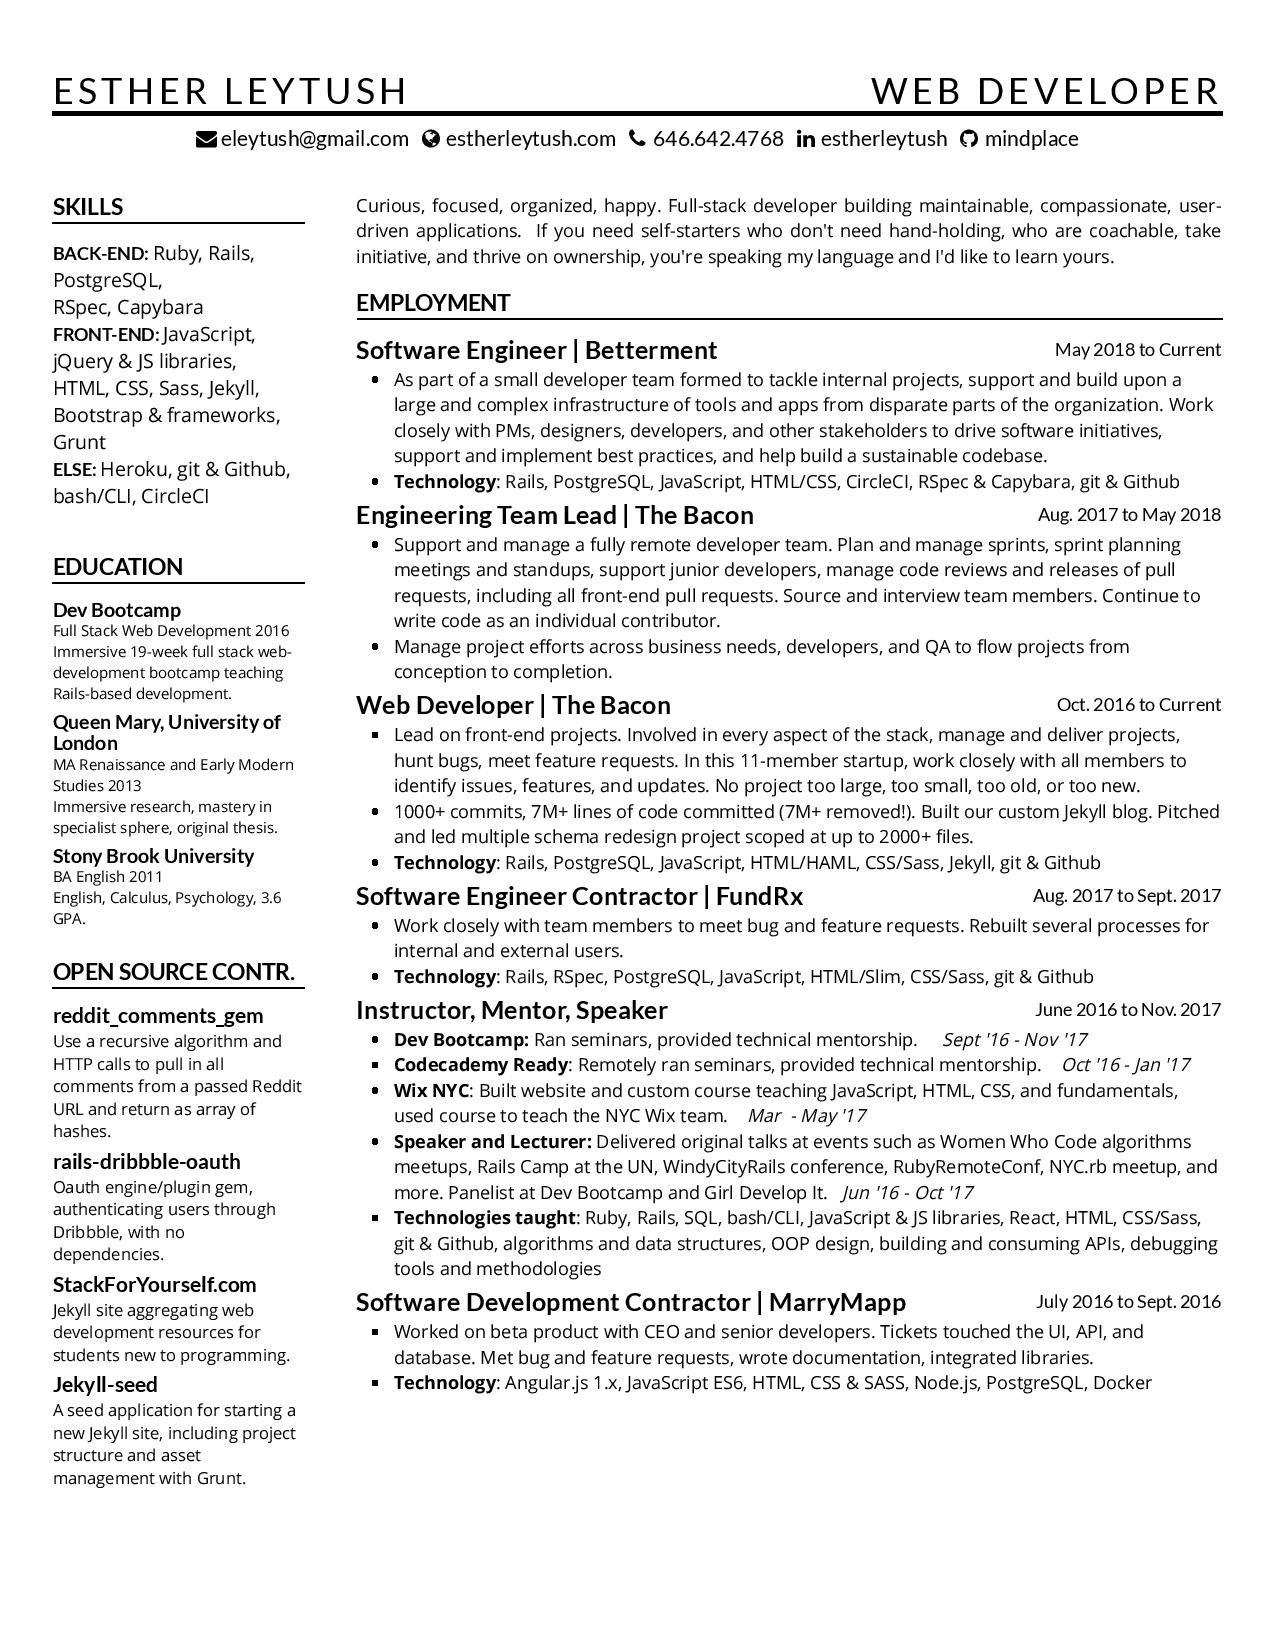 ESTHER LEYTUSH WEB DEVELOPER
eleytush@gmail.com estherleytush.com 646.642.4768 estherleytush mindplace
SKILLS
BACK-END: Ruby, Rails,
PostgreSQL,
RSpec, Capybara
FRONT-END: JavaScript,
jQuery & JS libraries,
HTML, CSS, Sass, Jekyll,
Bootstrap & frameworks,
Grunt
ELSE: Heroku, git & Github,
bash/CLI, CircleCI
EDUCATION
Dev Bootcamp
Full Stack Web Development 2016
Immersive 19-week full stack web-
development bootcamp teaching
Rails-based development.
Queen Mary, University of
London
MA Renaissance and Early Modern
Studies 2013
Immersive research, mastery in
specialist sphere, original thesis.
Stony Brook University
BA English 2011
English, Calculus, Psychology, 3.6
GPA.
OPEN SOURCE CONTR.
reddit_comments_gem
Use a recursive algorithm and
HTTP calls to pull in all
comments from a passed Reddit
URL and return as array of
hashes.
rails-dribbble-oauth
Oauth engine/plugin gem,
authenticating users through
Dribbble, with no
dependencies.
StackForYourself.com
Jekyll site aggregating web
development resources for
students new to programming.
Jekyll-seed
A seed application for starting a
new Jekyll site, including project
structure and asset
management with Grunt.
Curious, focused, organized, happy. Full-stack developer building maintainable, compassionate, user-
driven applications. If you need self-starters who don't need hand-holding, who are coachable, take
initiative, and thrive on ownership, you're speaking my language and I'd like to learn yours.
EMPLOYMENT
Software Engineer | Betterment May 2018 to Current
▪ As part of a small developer team formed to tackle internal projects, support and build upon a
large and complex infrastructure of tools and apps from disparate parts of the organization. Work
closely with PMs, designers, developers, and other stakeholders to drive software initiatives,
support and implement best practices, and help build a sustainable codebase.
▪ Technology: Rails, PostgreSQL, JavaScript, HTML/CSS, CircleCI, RSpec & Capybara, git & Github
Engineering Team Lead | The Bacon Aug. 2017 to May 2018
▪ Support and manage a fully remote developer team. Plan and manage sprints, sprint planning
meetings and standups, support junior developers, manage code reviews and releases of pull
requests, including all front-end pull requests. Source and interview team members. Continue to
write code as an individual contributor.
▪ Manage project efforts across business needs, developers, and QA to flow projects from
conception to completion.
Web Developer | The Bacon Oct. 2016 to Current
▪ Lead on front-end projects. Involved in every aspect of the stack, manage and deliver projects,
hunt bugs, meet feature requests. In this 11-member startup, work closely with all members to
identify issues, features, and updates. No project too large, too small, too old, or too new.
▪ 1000+ commits, 7M+ lines of code committed (7M+ removed!). Built our custom Jekyll blog. Pitched
and led multiple schema redesign project scoped at up to 2000+ files.
▪ Technology: Rails, PostgreSQL, JavaScript, HTML/HAML, CSS/Sass, Jekyll, git & Github
Software Engineer Contractor | FundRx Aug. 2017 to Sept. 2017
▪ Work closely with team members to meet bug and feature requests. Rebuilt several processes for
internal and external users.
▪ Technology: Rails, RSpec, PostgreSQL, JavaScript, HTML/Slim, CSS/Sass, git & Github
Instructor, Mentor, Speaker June 2016 to Nov. 2017
▪ Dev Bootcamp: Ran seminars, provided technical mentorship. Sept '16 - Nov '17
▪ Codecademy Ready: Remotely ran seminars, provided technical mentorship. Oct '16 - Jan '17
▪ Wix NYC: Built website and custom course teaching JavaScript, HTML, CSS, and fundamentals,
used course to teach the NYC Wix team. Mar - May '17
▪ Speaker and Lecturer: Delivered original talks at events such as Women Who Code algorithms
meetups, Rails Camp at the UN, WindyCityRails conference, RubyRemoteConf, NYC.rb meetup, and
more. Panelist at Dev Bootcamp and Girl Develop It. Jun '16 - Oct '17
▪ Technologies taught: Ruby, Rails, SQL, bash/CLI, JavaScript & JS libraries, React, HTML, CSS/Sass,
git & Github, algorithms and data structures, OOP design, building and consuming APIs, debugging
tools and methodologies
Software Development Contractor | MarryMapp July 2016 to Sept. 2016
▪ Worked on beta product with CEO and senior developers. Tickets touched the UI, API, and
database. Met bug and feature requests, wrote documentation, integrated libraries.
▪ Technology: Angular.js 1.x, JavaScript ES6, HTML, CSS & SASS, Node.js, PostgreSQL, Docker